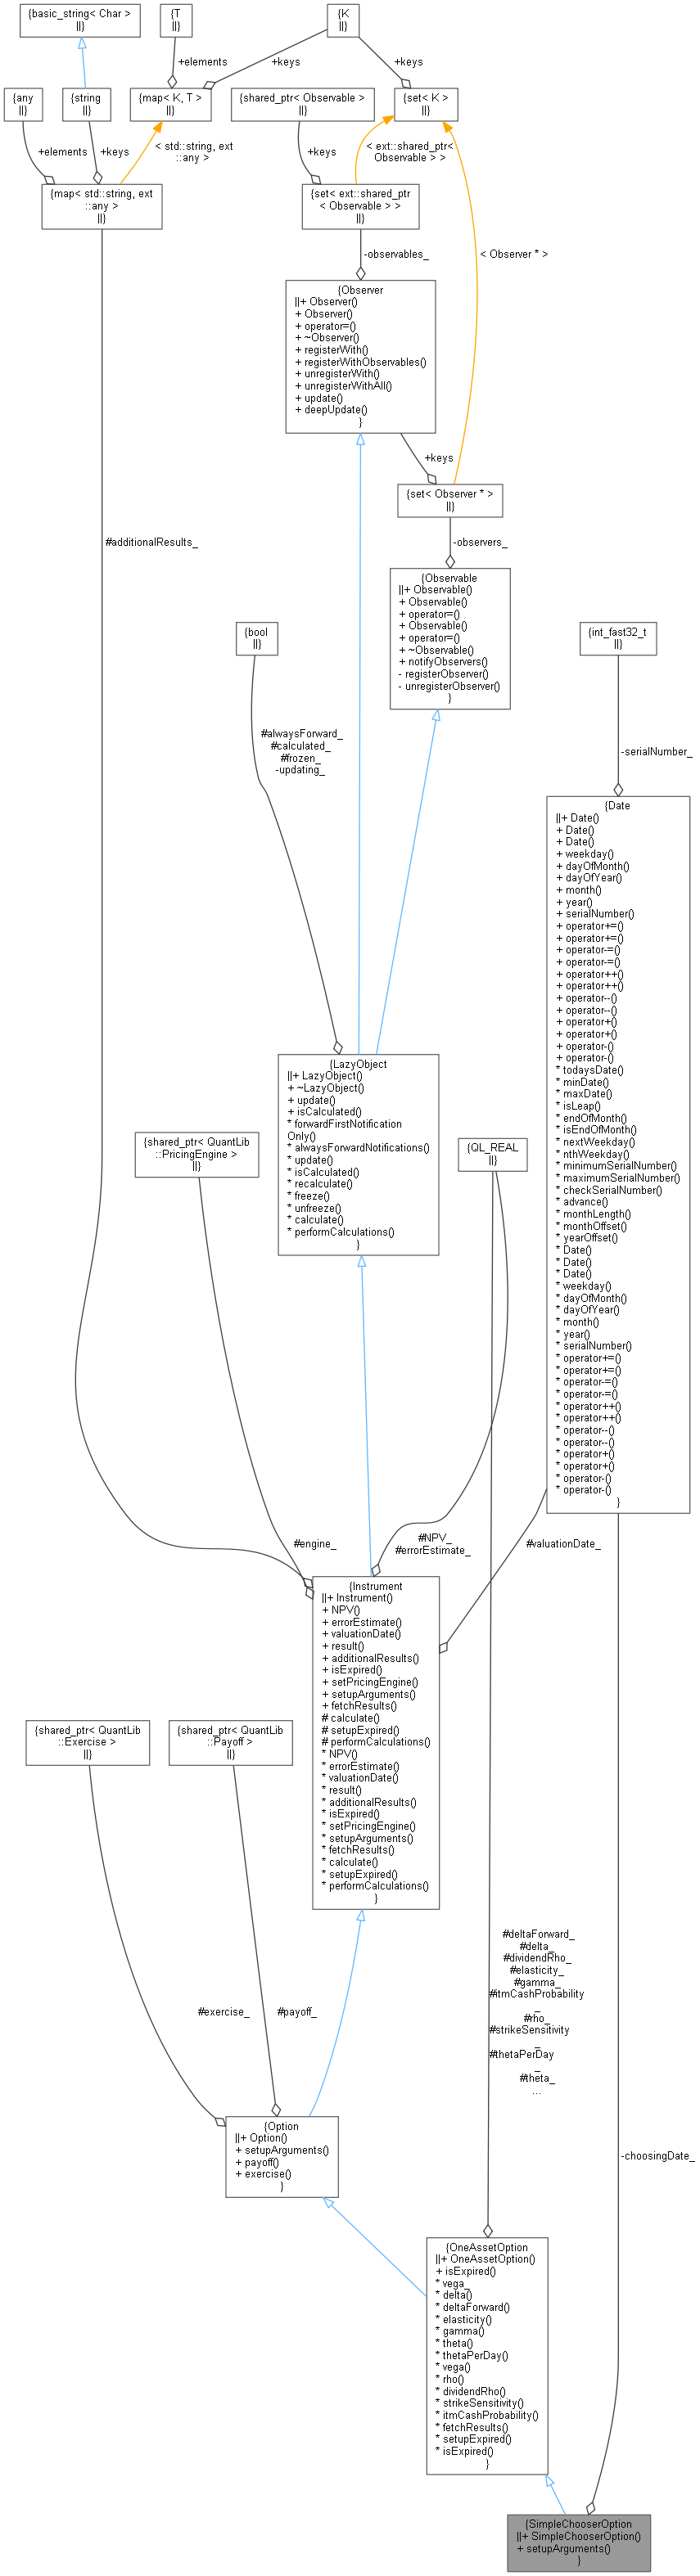 {basic_string< Char >
||}
{T
||}
{K
||}
+elements
+keys
+keys
{any
||}
{string
||}
{map< K, T >
||}
{shared_ptr< Observable >
||}
{set< K >
||}
+elements
+keys
< std::string, ext
::any >
+keys
< ext::shared_ptr<
Observable > >
{map< std::string, ext
::any >
||}
{set< ext::shared_ptr
< Observable > >
||}
-observables_
< Observer * >
{Observer
||+ Observer()
+ Observer()
+ operator=()
+ ~Observer()
+ registerWith()
+ registerWithObservables()
+ unregisterWith()
+ unregisterWithAll()
+ update()
+ deepUpdate()
}
+keys
{set< Observer * >
||}
#additionalResults_
-observers_
{Observable
||+ Observable()
+ Observable()
+ operator=()
+ Observable()
+ operator=()
+ ~Observable()
+ notifyObservers()
- registerObserver()
- unregisterObserver()
}
{bool
||}
{int_fast32_t
||}
#alwaysForward_
#calculated_
#frozen_
-updating_
-serialNumber_
{Date
||+ Date()
+ Date()
+ Date()
+ weekday()
+ dayOfMonth()
+ dayOfYear()
+ month()
+ year()
+ serialNumber()
+ operator+=()
+ operator+=()
+ operator-=()
+ operator-=()
+ operator++()
+ operator++()
+ operator--()
+ operator--()
+ operator+()
+ operator+()
+ operator-()
+ operator-()
* todaysDate()
* minDate()
* maxDate()
* isLeap()
* endOfMonth()
* isEndOfMonth()
* nextWeekday()
* nthWeekday()
* minimumSerialNumber()
* maximumSerialNumber()
* checkSerialNumber()
* advance()
* monthLength()
* monthOffset()
* yearOffset()
* Date()
* Date()
* Date()
* weekday()
* dayOfMonth()
* dayOfYear()
* month()
* year()
* serialNumber()
* operator+=()
* operator+=()
* operator-=()
* operator-=()
* operator++()
* operator++()
* operator--()
* operator--()
* operator+()
* operator+()
* operator-()
* operator-()
}
{LazyObject
||+ LazyObject()
+ ~LazyObject()
+ update()
+ isCalculated()
* forwardFirstNotification
Only()
* alwaysForwardNotifications()
* update()
* isCalculated()
* recalculate()
* freeze()
* unfreeze()
* calculate()
* performCalculations()
}
{shared_ptr< QuantLib
::PricingEngine >
||}
{QL_REAL
||}
#engine_
#NPV_
#errorEstimate_
#valuationDate_
{Instrument
||+ Instrument()
+ NPV()
+ errorEstimate()
+ valuationDate()
+ result()
+ additionalResults()
+ isExpired()
+ setPricingEngine()
+ setupArguments()
+ fetchResults()
# calculate()
# setupExpired()
# performCalculations()
* NPV()
* errorEstimate()
* valuationDate()
* result()
* additionalResults()
* isExpired()
* setPricingEngine()
* setupArguments()
* fetchResults()
* calculate()
* setupExpired()
* performCalculations()
}
{shared_ptr< QuantLib
::Exercise >
||}
{shared_ptr< QuantLib
::Payoff >
||}
#exercise_
#payoff_
#deltaForward_
#delta_
#dividendRho_
#elasticity_
#gamma_
#itmCashProbability
_
#rho_
#strikeSensitivity
_
#thetaPerDay
_
#theta_
...
{Option
||+ Option()
+ setupArguments()
+ payoff()
+ exercise()
}
-choosingDate_
{OneAssetOption
||+ OneAssetOption()
+ isExpired()
* vega_
* delta()
* deltaForward()
* elasticity()
* gamma()
* theta()
* thetaPerDay()
* vega()
* rho()
* dividendRho()
* strikeSensitivity()
* itmCashProbability()
* fetchResults()
* setupExpired()
* isExpired()
}
{SimpleChooserOption
||+ SimpleChooserOption()
+ setupArguments()
}